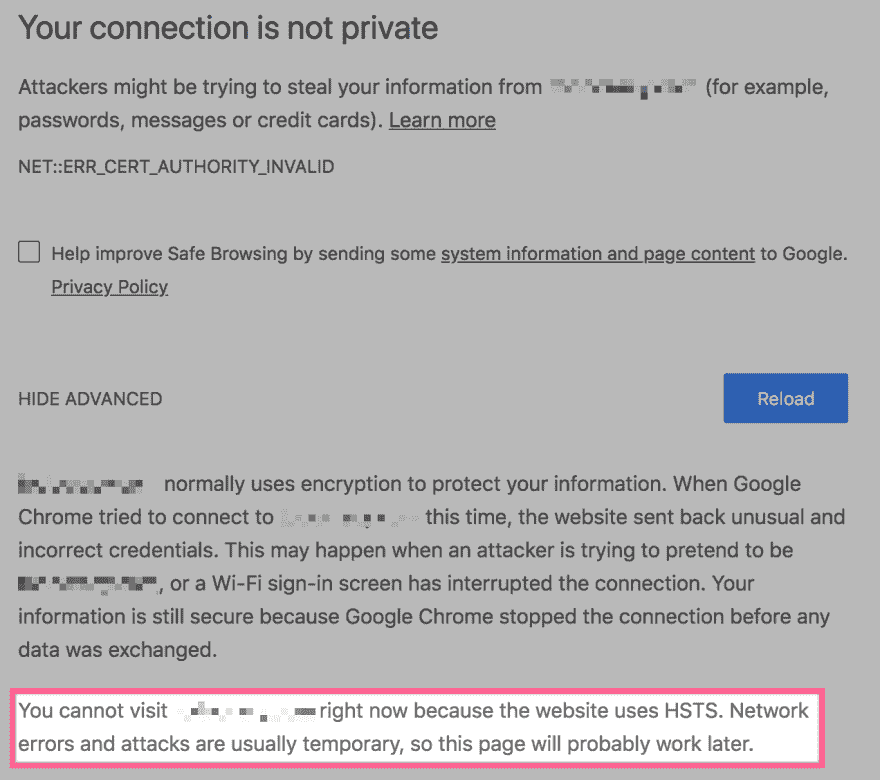 Your connection is not private
Attackers might be trying to steal your information from (for example,
passwords, messages or credit cards). Learn more
NET::ERR_CERT_AUTHORITY_INVALID
Help improve Safe Browsing by sending some system information and page content to Google.
Privacy Policy
HIDE ADVANCED
Reload
normally uses encryption to protect your information. When Google
Chrome tried to connect to this time, the website sent back unusual and
incorrect credentials. This may happen when an attacker is trying to pretend to be
, or a Wi-Fi sign-in screen has interrupted the connection. Your
information is still secure because Google Chrome stopped the connection before any
data was exchanged.
You cannot visit right now because the website uses HSTS. Network
errors and attacks are usually temporary, so this page will probably work later.